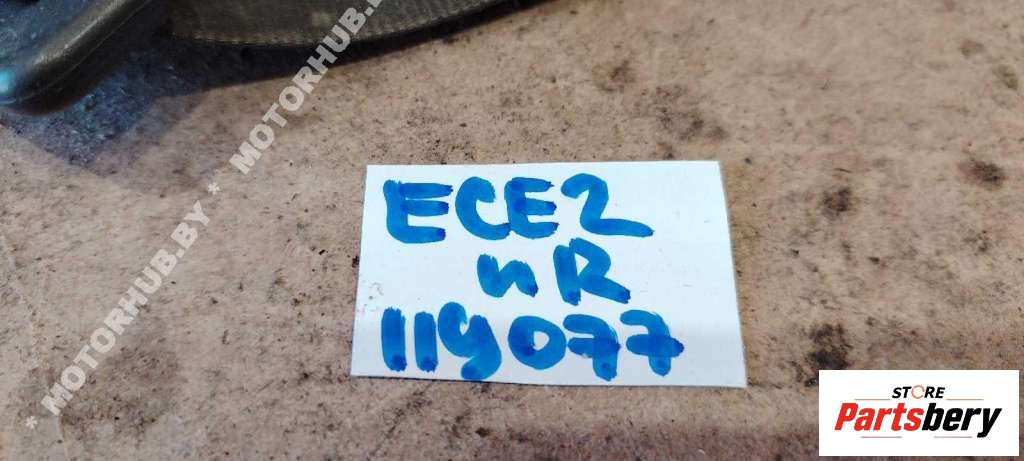 * MOTORHUB.BY * MOTORHUB.BY
ECE2
nR
119077
STORE
Partsbery